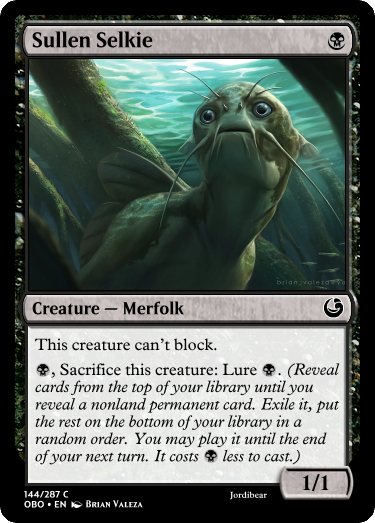 Sullen Selkie
brian valeza
Creature — Merfolk
This creature can't block.
, Sacrifice this creature: Lure . (Reveal
cards from the top of your library until you
reveal a nonland permanent card. Exile it, put
the rest on the bottom of your library in a
random order. You may play it until the end
of your next turn. It costs less to cast.)
1/1
144/287 C
OBO • EN Brian Valeza
Jordibear